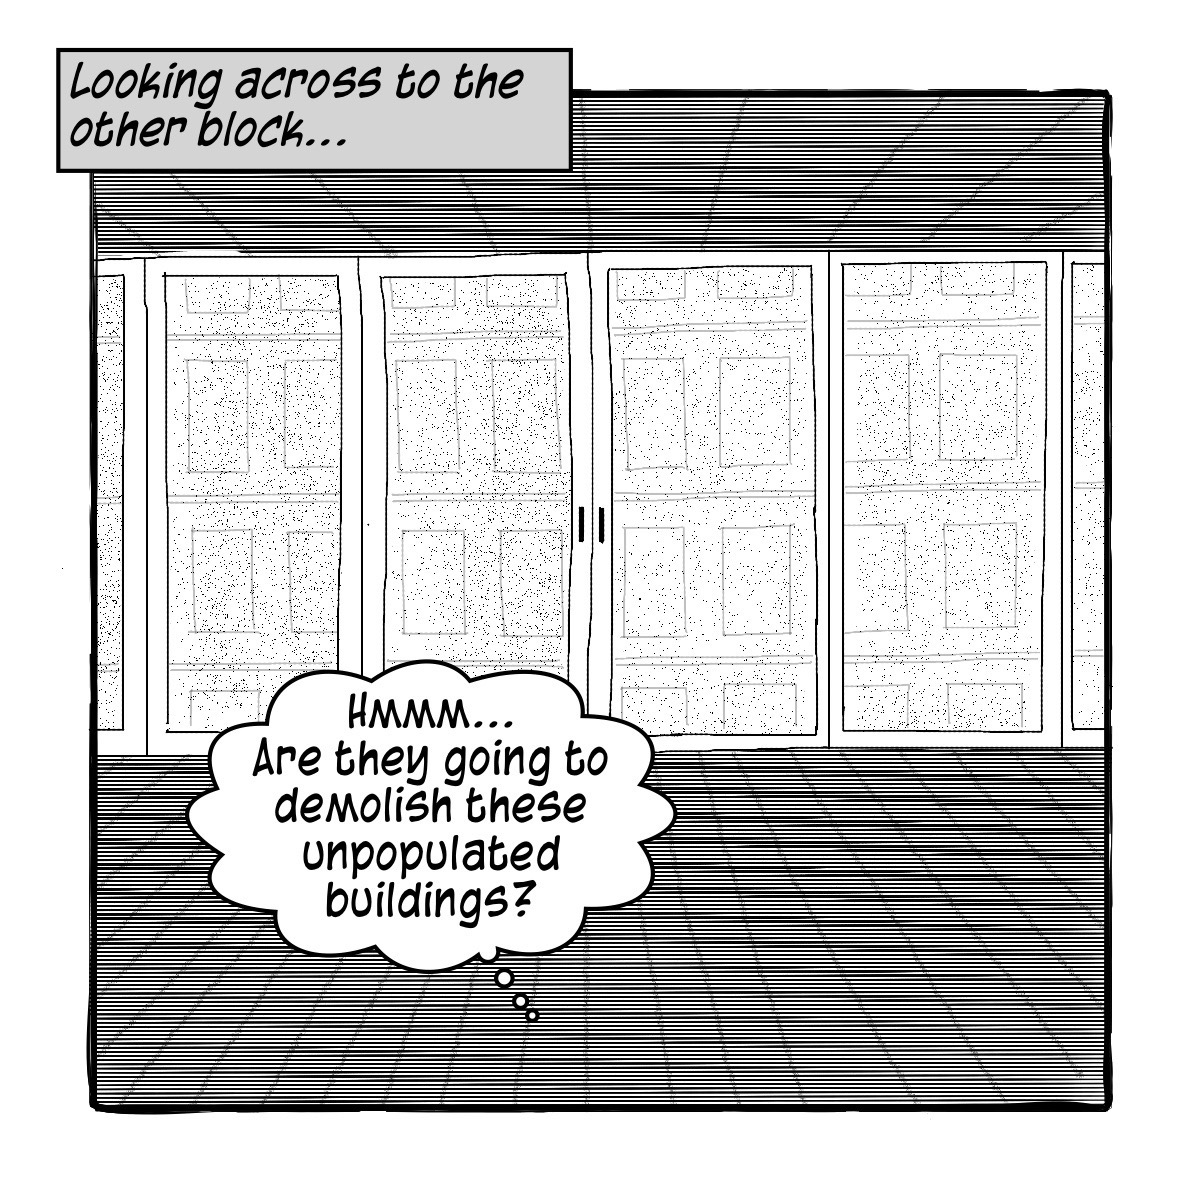 Looking across to the
other block...
Hmmm...
Are they going to
demolish these
unpopulated
buildings?